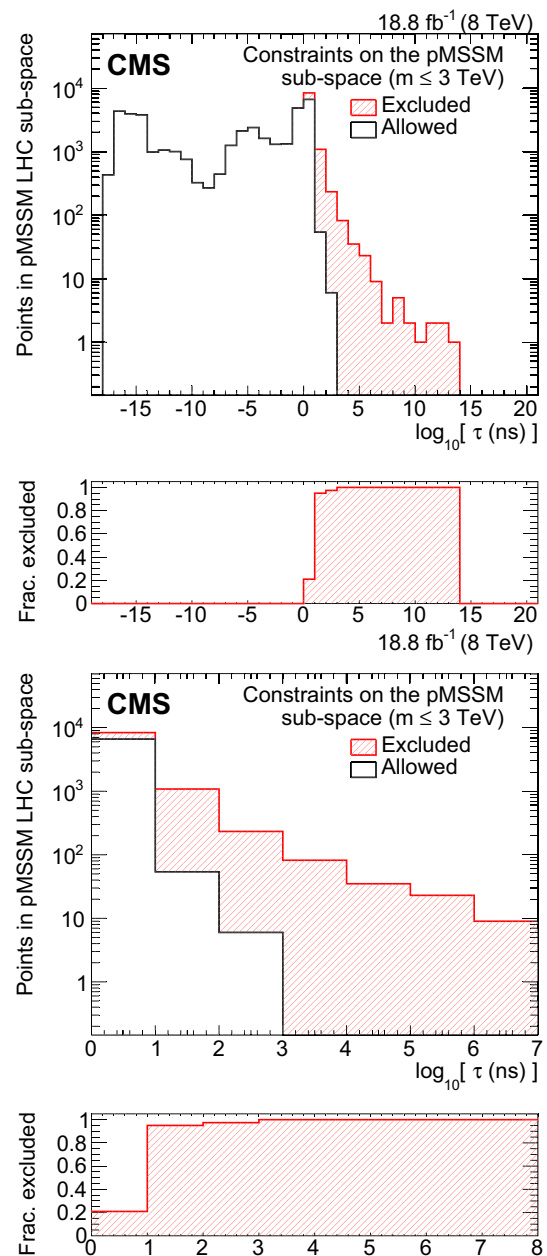 18.8 fb⁻¹ (8 TeV)
CMS
Constraints on the pMSSM
sub-space (m ≤ 3 TeV)
Excluded
Allowed
Points in pMSSM LHC sub-space
10⁴
10³
10²
10
1
-15 -10 -5 0 5 10 15 20
log₁₀[ τ (ns) ]
Frac. excluded
1
0.8
0.6
0.4
0.2
0
-15 -10 -5 0 5 10 15 20
18.8 fb⁻¹ (8 TeV)
CMS
Constraints on the pMSSM
sub-space (m ≤ 3 TeV)
Excluded
Allowed
Points in pMSSM LHC sub-space
10⁴
10³
10²
10
1
0 1 2 3 4 5 6 7
log₁₀[ τ (ns) ]
Frac. excluded
1
0.8
0.6
0.4
0.2
0
0 1 2 3 4 5 6 7 8